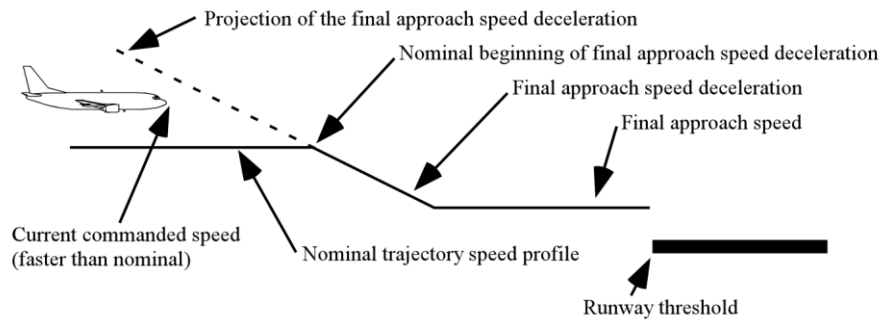 Projection of the final approach speed deceleration
Nominal beginning of final approach speed deceleration
Final approach speed deceleration
Final approach speed
Current commanded speed
(faster than nominal)
Nominal trajectory speed profile
Runway threshold